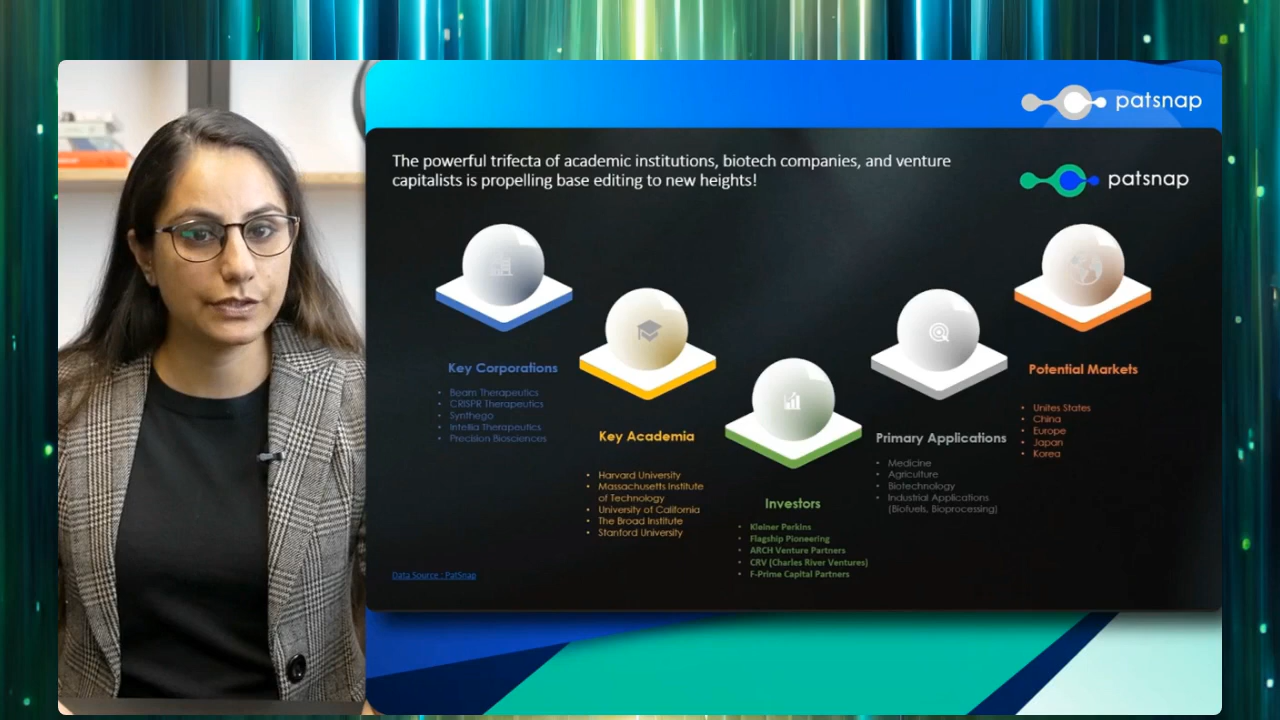 patsnap
The powerful trifecta of academic institutions, biotech companies, and venture
capitalists is propelling base editing to new heights!
patsnap
Key Corporations
• Beam Therapeutics
• CRISPR Therapeutics
• Synthego
• Intellia Therapeutics
• Precision Biosciences
Key Academia
• Harvard University
• Massachusetts Institute
of Technology
• University of California
• The Broad Institute
• Stanford University
Investors
• Kleiner Perkins
• Flagship Pioneering
• ARCH Venture Partners
• CRV (Charles River Ventures)
• F-Prime Capital Partners
Primary Applications
• Medicine
• Agriculture
• Biotechnology
• Industrial Applications
(Biofuels, Bioprocessing)
Potential Markets
• Unites States
• China
• Europe
• Japan
• Korea
Data Source : PatSnap